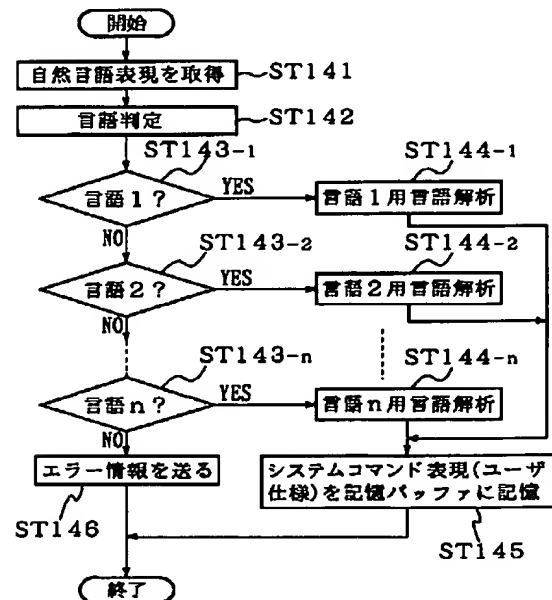 開始
自然言語表現を取得
ST141
言語判定
ST142
ST143-1
ST144-1
言語1?
YES
言語1用言語解析
NO
ST143-2
ST144-2
言語2?
YES
言語2用言語解析
NO
ST143-n
ST144-n
言語n?
YES
言語n用言語解析
NO
エラー情報を送る
システムコマンド表現(ユーザ
仕様)を記憶バッファに記憶
ST146
ST145
終了